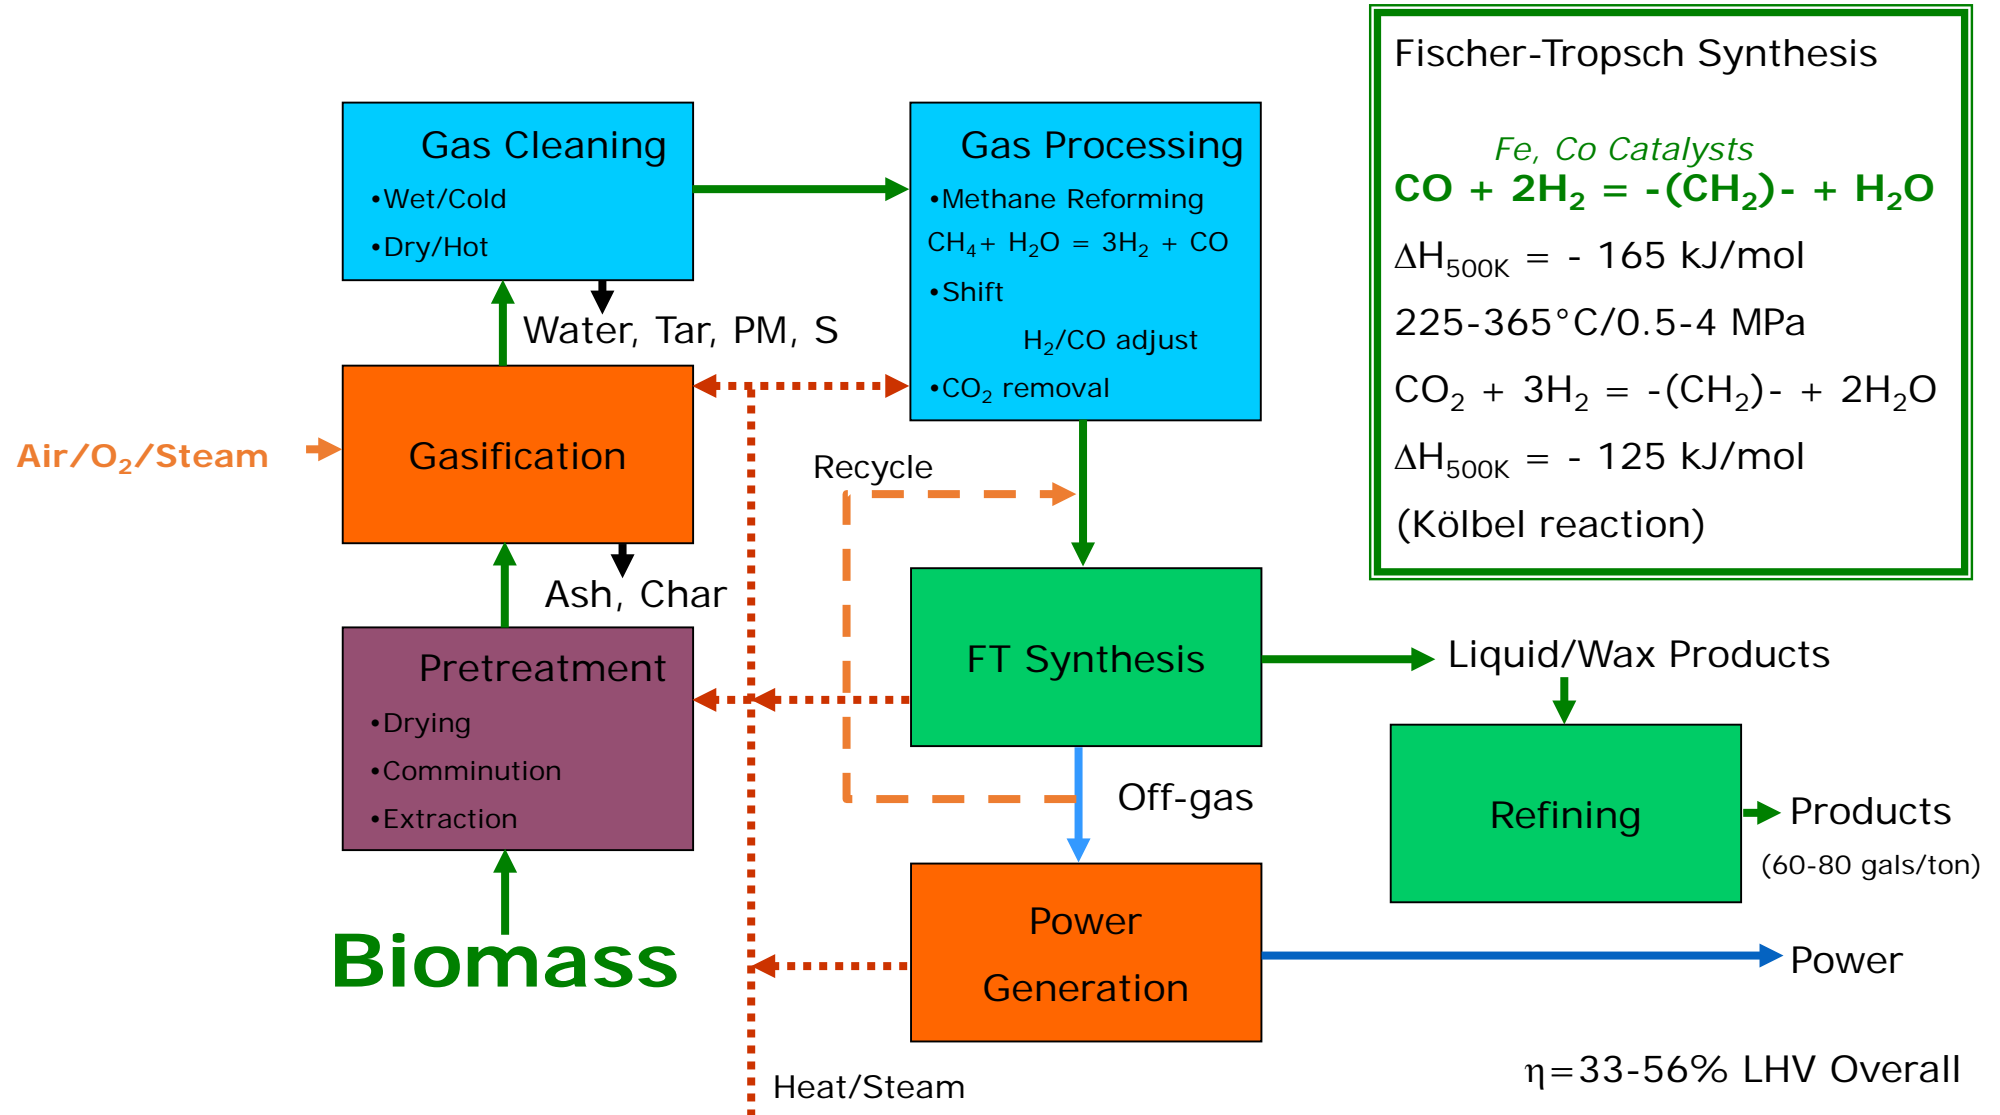 Fischer-Tropsch Synthesis
Fe, Co Catalysts
CO + 2H₂ = -(CH₂)- + H₂O
ΔH₅₀₀K = - 165 kJ/mol
225-365°C/0.5-4 MPa
CO₂ + 3H₂ = -(CH₂)- + 2H₂O
ΔH₅₀₀K = - 125 kJ/mol
(Kölbel reaction)
Gas Cleaning
•Wet/Cold
•Dry/Hot
Gas Processing
•Methane Reforming
CH₄+ H₂O = 3H₂ + CO
•Shift
H₂/CO adjust
•CO₂ removal
Water, Tar, PM, S
Air/O₂/Steam
Gasification
Recycle
Ash, Char
Pretreatment
•Drying
•Comminution
•Extraction
FT Synthesis
Liquid/Wax Products
Off-gas
Refining
Products
(60-80 gals/ton)
Biomass
Power
Generation
Power
Heat/Steam
η=33-56% LHV Overall